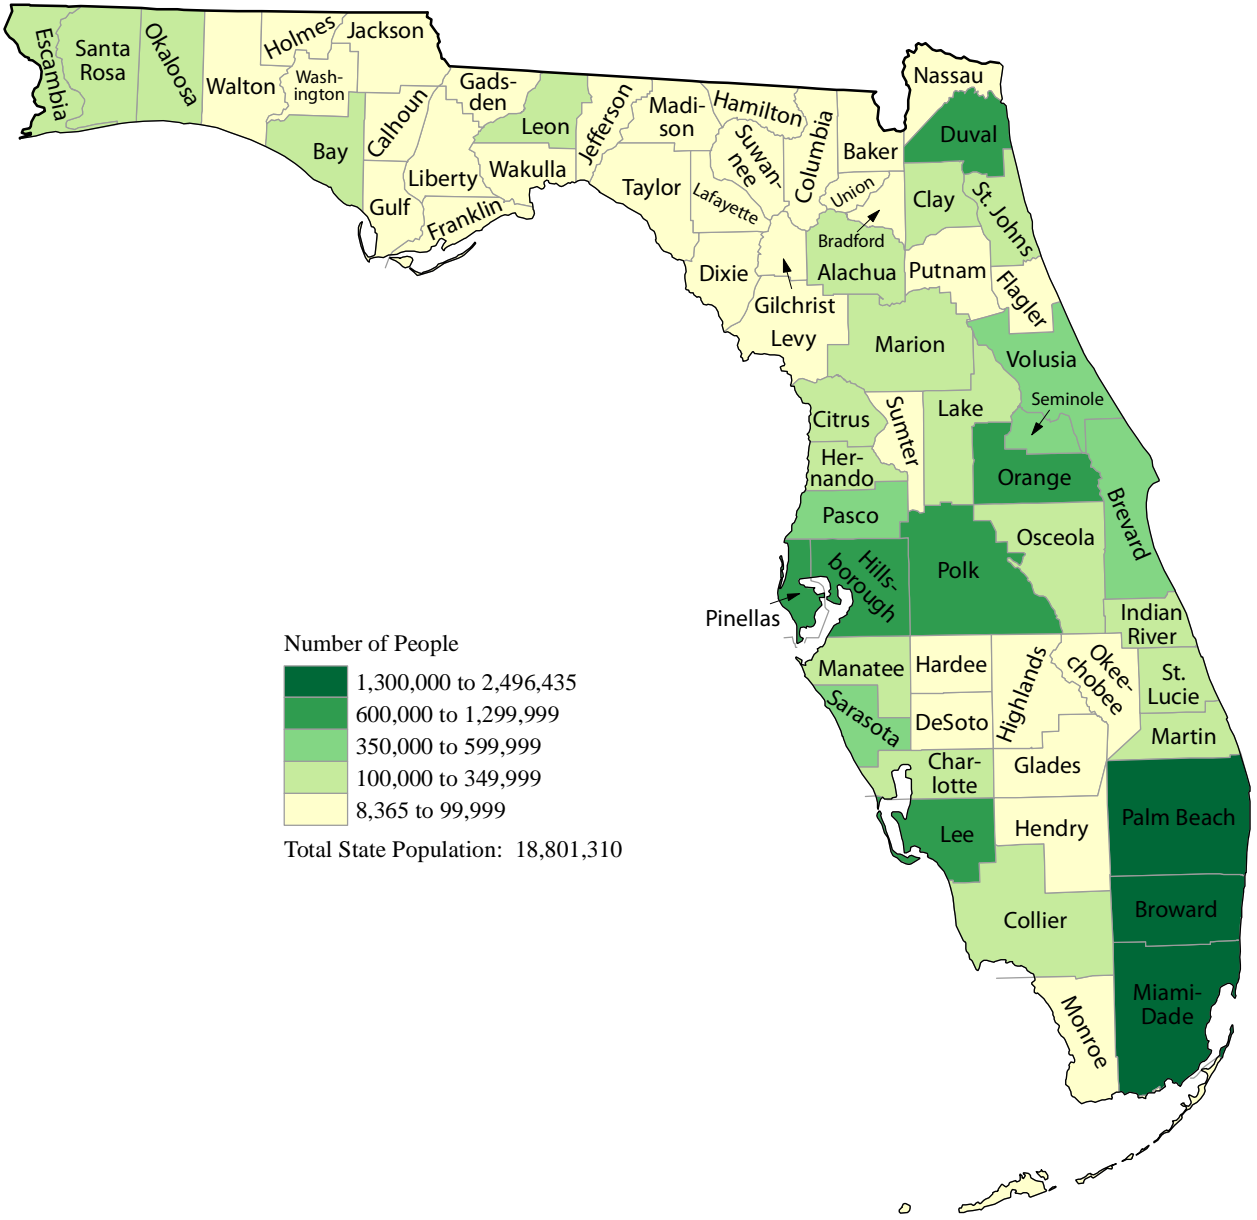 Escambia
Santa
Rosa
Okaloosa
Walton
Holmes
Jackson
Wash-
ington
Bay
Calhoun
Gulf
Liberty
Franklin
Gads-
den
Leon
Wakulla
Jefferson
Madi-
son
Taylor
Hamilton
Suwan-
nee
Lafayette
Columbia
Baker
Union
Bradford
Nassau
Duval
Clay
St. Johns
Dixie
Gilchrist
Alachua
Putnam
Flagler
Levy
Marion
Volusia
Seminole
Citrus
Sumter
Lake
Her-
nando
Orange
Brevard
Pasco
Osceola
Hills-
borough
Polk
Pinellas
Indian
River
Manatee
Hardee
Highlands
Okee-
chobee
St.
Lucie
Sarasota
DeSoto
Martin
Char-
lotte
Glades
Lee
Hendry
Palm Beach
Collier
Broward
Monroe
Miami-
Dade
Number of People
1,300,000 to 2,496,435
600,000 to 1,299,999
350,000 to 599,999
100,000 to 349,999
8,365 to 99,999
Total State Population: 18,801,310